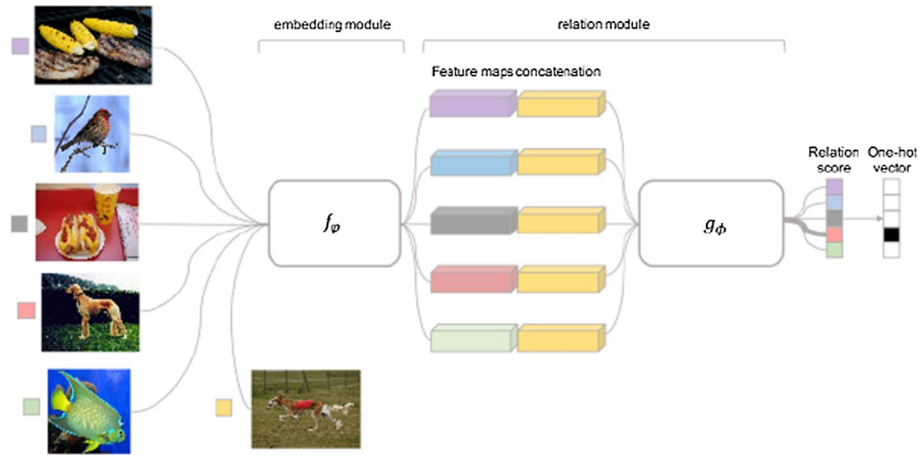 embedding module
relation module
Feature maps concatenation
Relation
score
One-hot
vector
fφ
gϕ